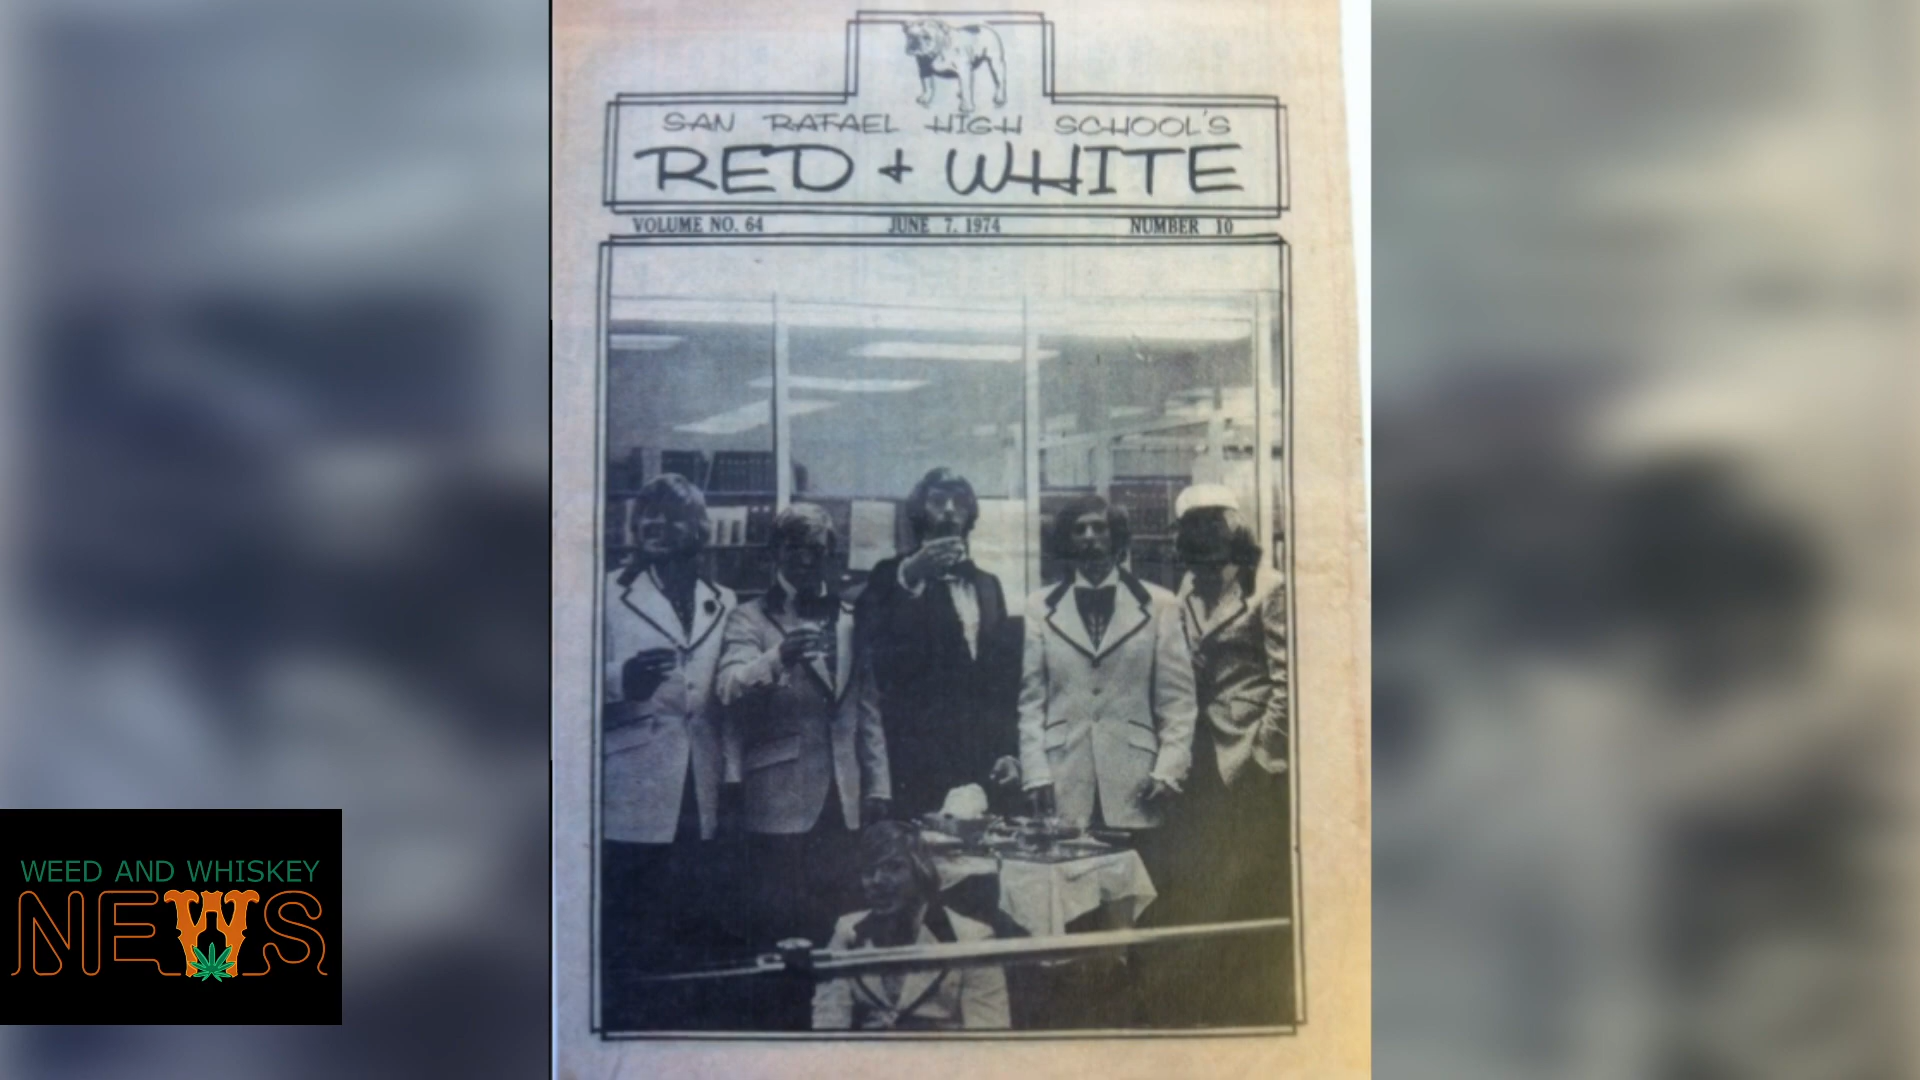 SAN RAFAEL HIGH SCHOOL'S
RED + WHITE
VOLUME NO. 64 JUNE 7, 1974 NUMBER 10
WEED AND WHISKEY
NEWS